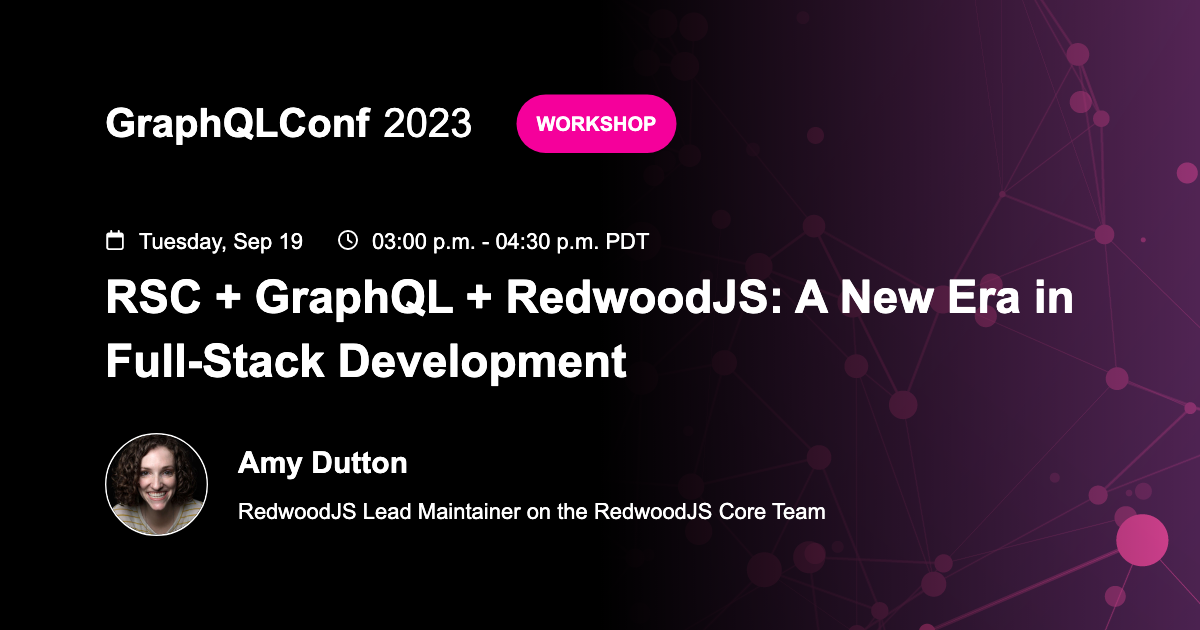 GraphQLConf 2023
WORKSHOP
Tuesday, Sep 19
03:00 p.m. - 04:30 p.m. PDT
RSC + GraphQL + RedwoodJS: A New Era in
Full-Stack Development
Amy Dutton
RedwoodJS Lead Maintainer on the RedwoodJS Core Team